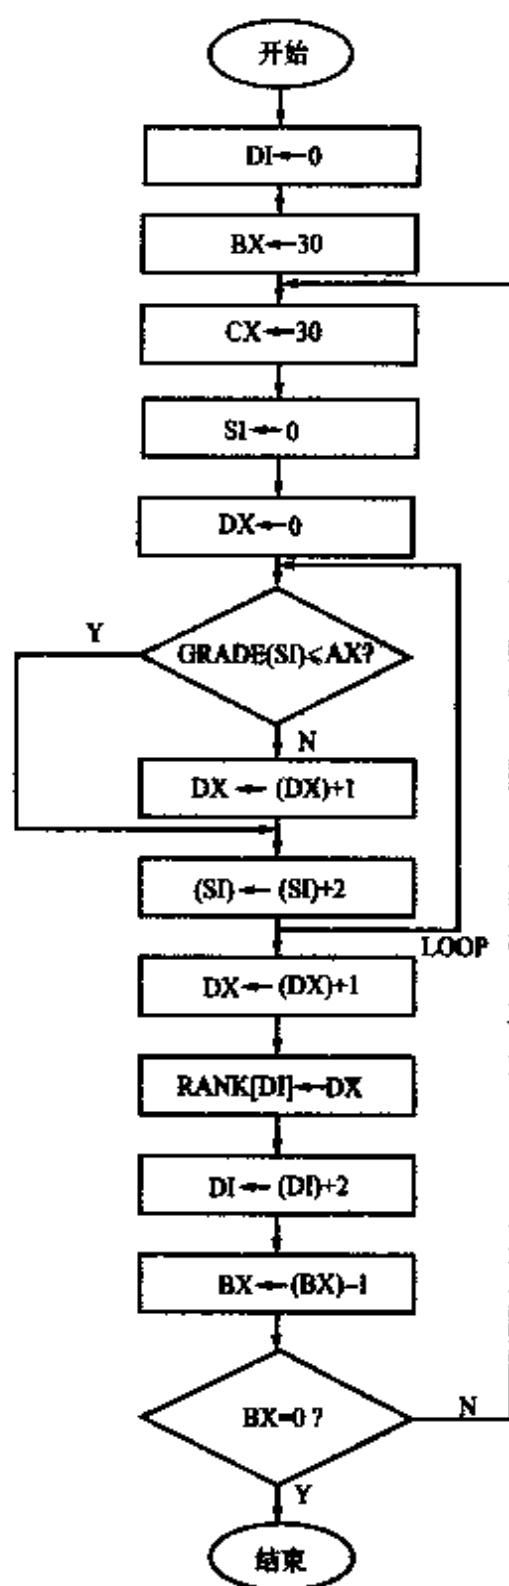 开始
DI←0
BX←30
CX←30
SI←0
DX←0
Y
GRADE(SI)≤AX?
N
DX ← (DX)+1
(SI) ← (SI)+2
LOOP
DX ← (DX)+1
RANK[DI]←DX
DI ← (DI)+2
BX ← (BX)−1
BX=0 ?
N
Y
结束